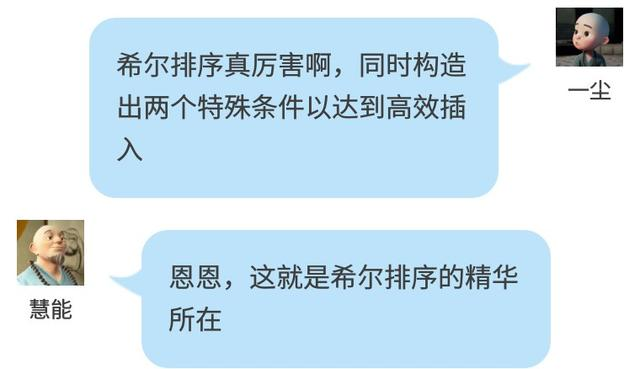 希尔排序真厉害啊，同时构造
出两个特殊条件以达到高效插
入
一尘
恩恩，这就是希尔排序的精华
所在
慧能